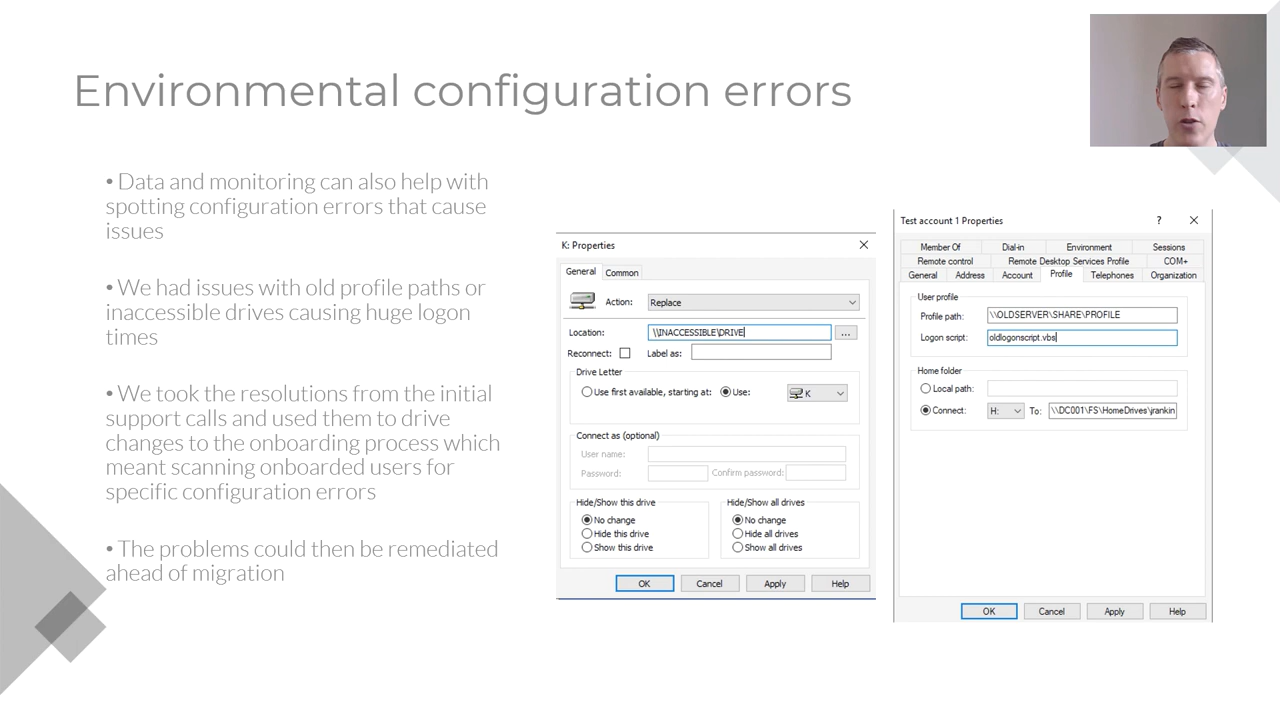 Environmental configuration errors
• Data and monitoring can also help with
spotting configuration errors that cause
issues
• We had issues with old profile paths or
inaccessible drives causing huge logon
times
• We took the resolutions from the initial
support calls and used them to drive
changes to the onboarding process which
meant scanning onboarded users for
specific configuration errors
• The problems could then be remediated
ahead of migration
K: Properties
General Common
Action: Replace
Location: \\INACCESSIBLE\DRIVE ...
Reconnect: Label as:
Drive Letter
Use first available, starting at: Use: K
Connect as (optional)
User name:
Password: Confirm password:
Hide/Show this drive Hide/Show all drives
No change No change
Hide this drive Hide all drives
Show this drive Show all drives
OK Cancel Apply Help
Test account 1 Properties ?
Member Of Dial-in Environment Sessions
Remote control Remote Desktop Services Profile COM+
General Address Account Profile Telephones Organization
User profile
Profile path: \\OLDSERVER\SHARE\PROFILE
Logon script: oldlogonscript.vbs
Home folder
Local path:
Connect: H: To: \\DC001\FS\HomeDrives\jrankin
OK Cancel Apply Help